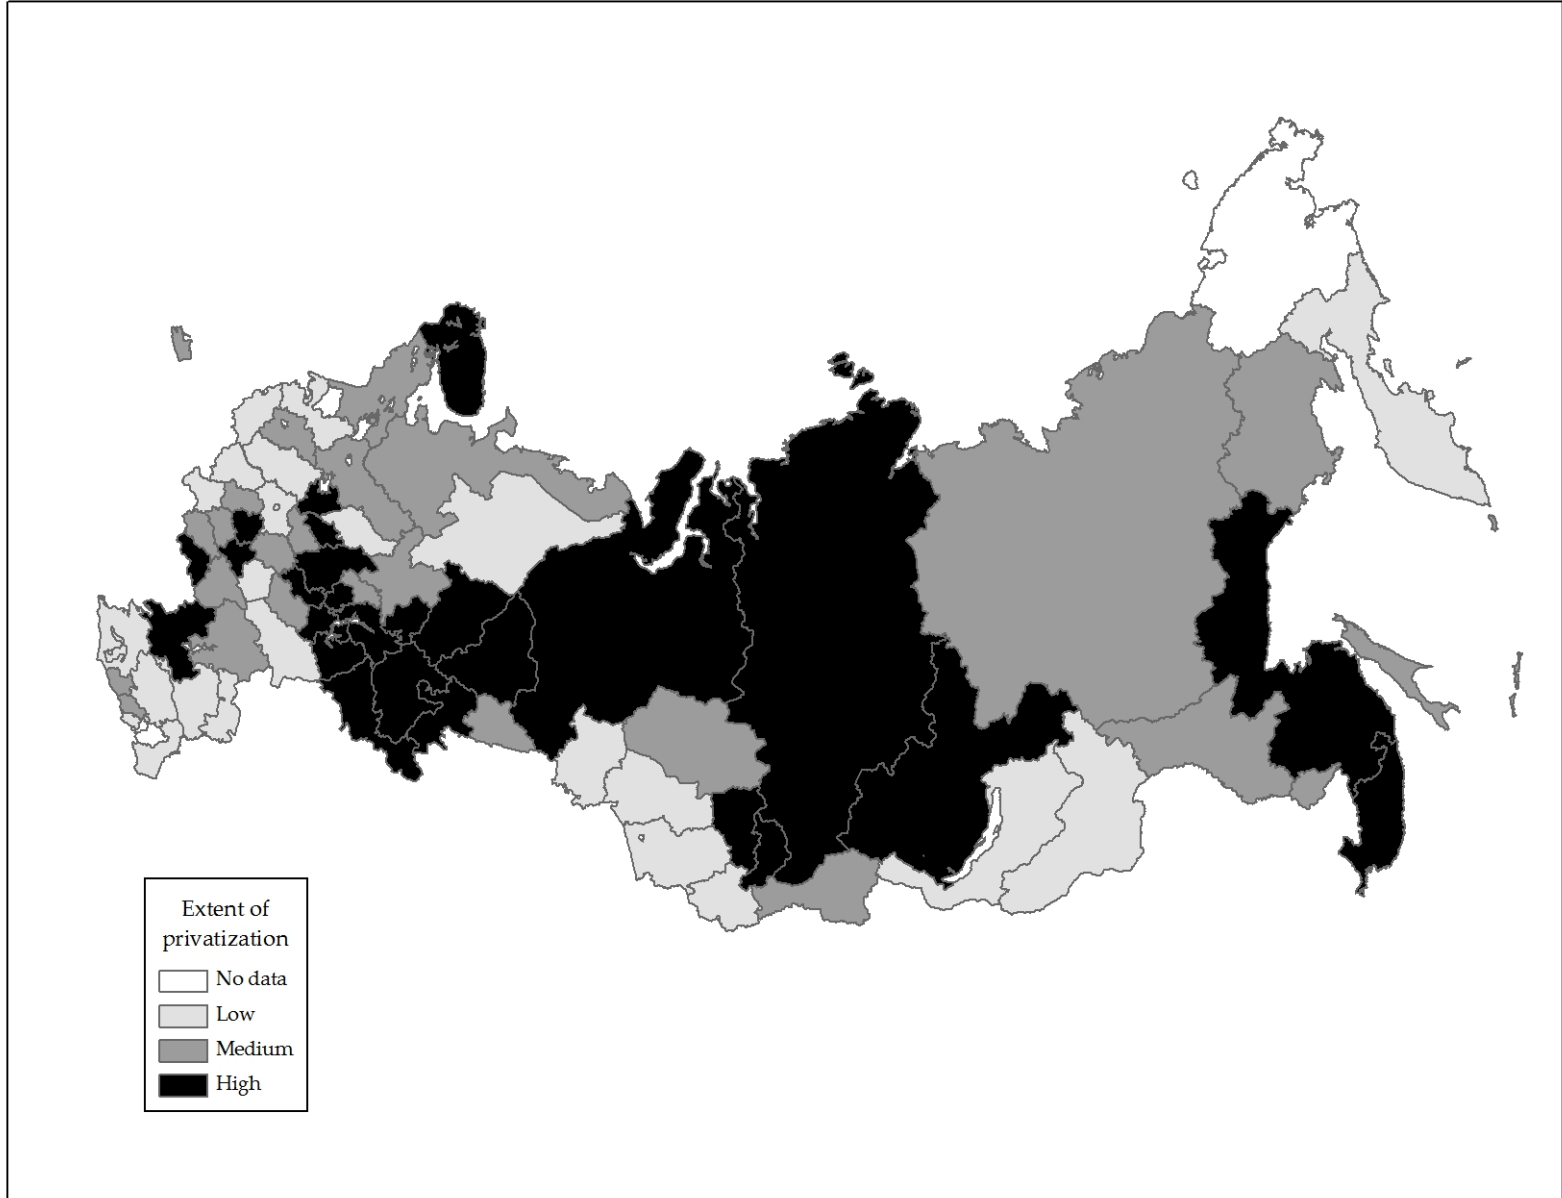 Extent of
privatization
No data
Low
Medium
High